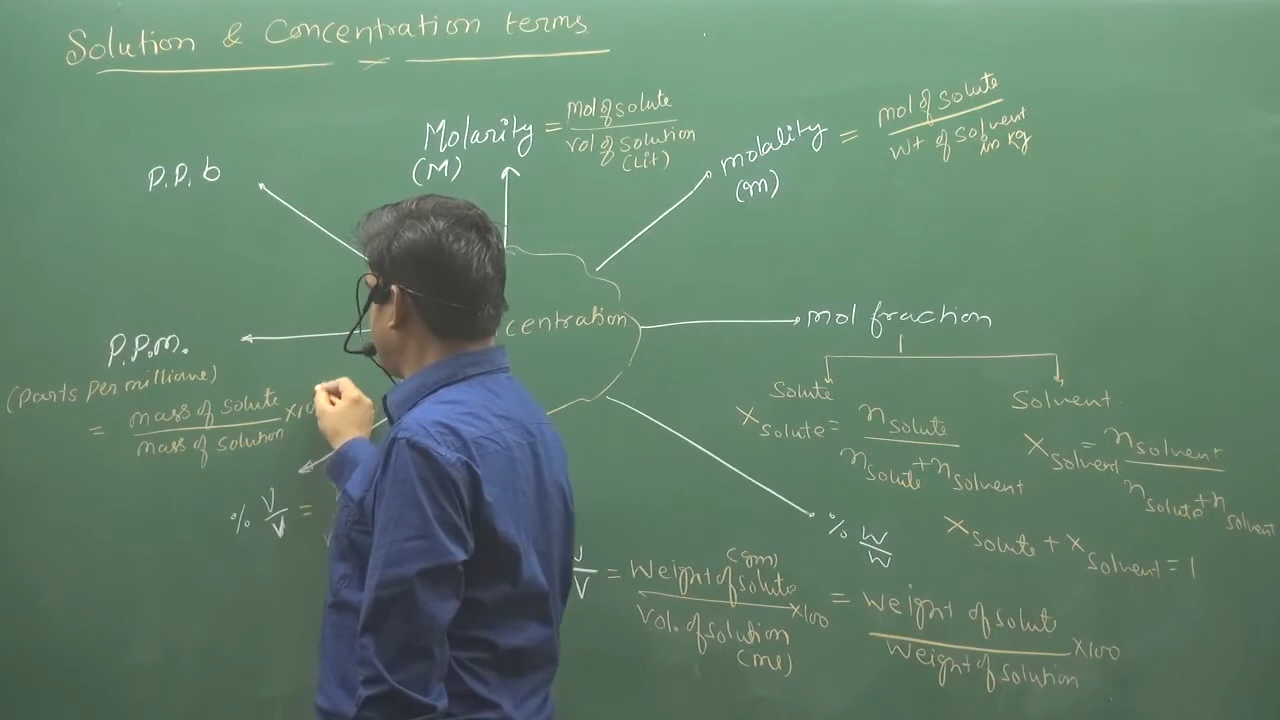 Solution & Concentration terms
P.P.b
Molarity = Mol of solute
Vol of solution
(Lit)
(M)
molality = mol of solute
wt of solvent
in kg
(m)
centration
P.P.m.
(Parts Per millione)
= mass of solute
mass of solution
mol fraction
Solute
X solute = n solute
n solute + n solvent
Solvent
X solvent = n solvent
n solute + n solvent
X solute + X solvent = 1
% V/V =
% W/W
= Weight of solute
(gm)
Vol. of solution
(ml)
×100
= weight of solute
weight of solution
×100